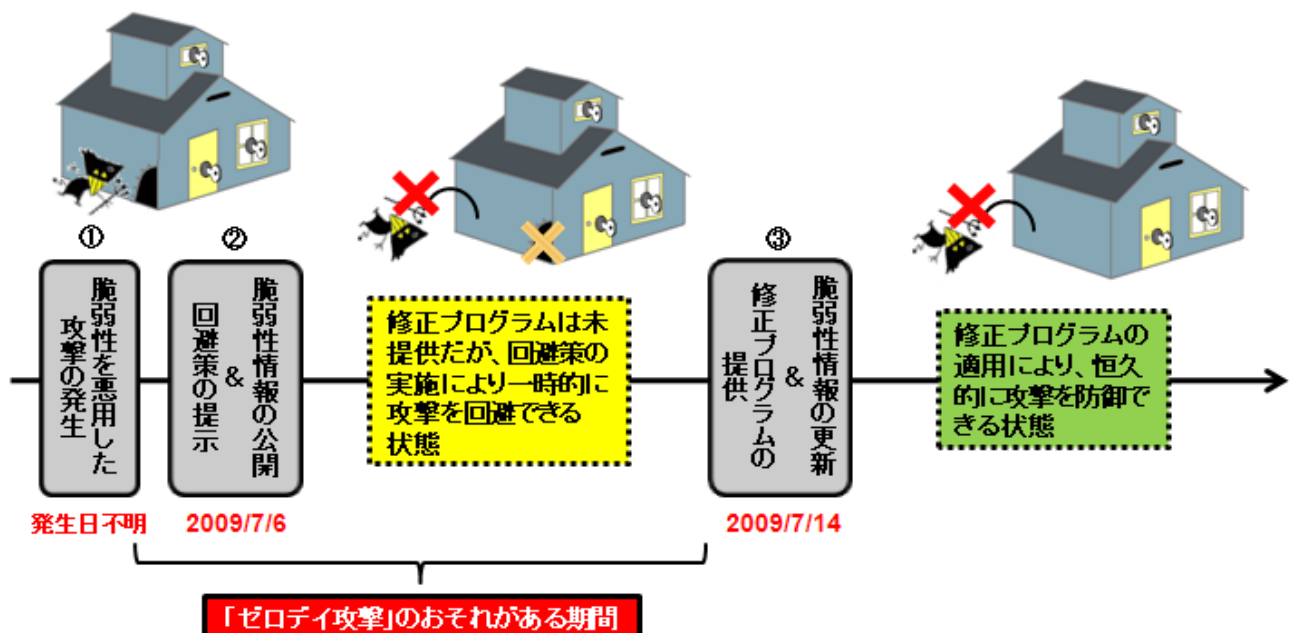 ①
脆弱性を悪用した
攻撃の発生
発生日不明
②
脆弱性情報の公開
&
回避策の提示
2009/7/6
修正プログラムは未
提供だが、回避策の
実施により一時的に
攻撃を回避できる
状態
③
脆弱性情報の更新
&
修正プログラムの
提供
2009/7/14
修正プログラムの
適用により、恒久
的に攻撃を防御で
きる状態
「ゼロデイ攻撃」のおそれがある期間